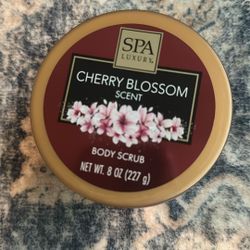 SPA
LUXURY
CHERRY BLOSSOM
SCENT
BODY SCRUB
NET WT. 8 OZ (227 g)